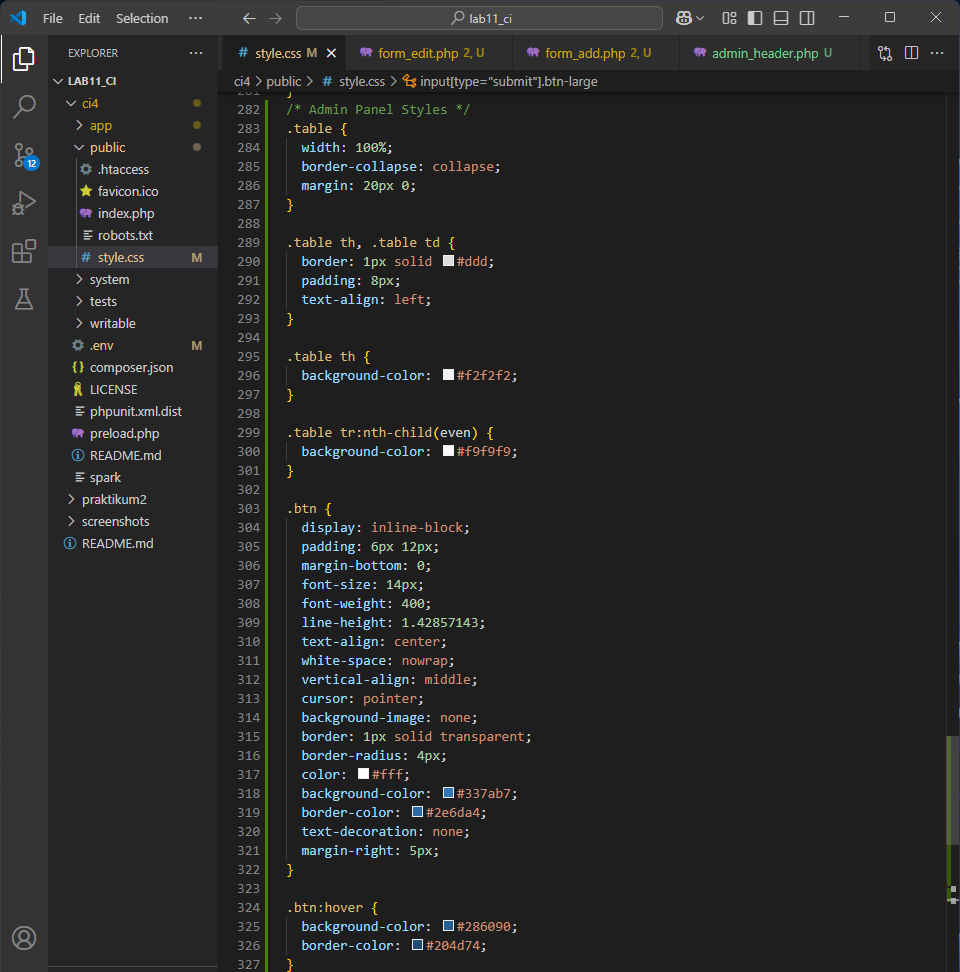 File Edit Selection ··· lab11_ci
EXPLORER ···
LAB11_CI
ci4
app
public
.htaccess
favicon.ico
index.php
robots.txt
# style.css M
system
tests
writable
.env M
{} composer.json
LICENSE
phpunit.xml.dist
preload.php
README.md
spark
praktikum2
screenshots
README.md
12
# style.css M form_edit.php 2, U form_add.php 2, U admin_header.php U ···
ci4 > public > # style.css > input[type="submit"].btn-large
281 }
282 /* Admin Panel Styles */
283 .table {
284 width: 100%;
285 border-collapse: collapse;
286 margin: 20px 0;
287 }
288
289 .table th, .table td {
290 border: 1px solid #ddd;
291 padding: 8px;
292 text-align: left;
293 }
294
295 .table th {
296 background-color: #f2f2f2;
297 }
298
299 .table tr:nth-child(even) {
300 background-color: #f9f9f9;
301 }
302
303 .btn {
304 display: inline-block;
305 padding: 6px 12px;
306 margin-bottom: 0;
307 font-size: 14px;
308 font-weight: 400;
309 line-height: 1.42857143;
310 text-align: center;
311 white-space: nowrap;
312 vertical-align: middle;
313 cursor: pointer;
314 background-image: none;
315 border: 1px solid transparent;
316 border-radius: 4px;
317 color: #fff;
318 background-color: #337ab7;
319 border-color: #2e6da4;
320 text-decoration: none;
321 margin-right: 5px;
322 }
323
324 .btn:hover {
325 background-color: #286090;
326 border-color: #204d74;
327 }